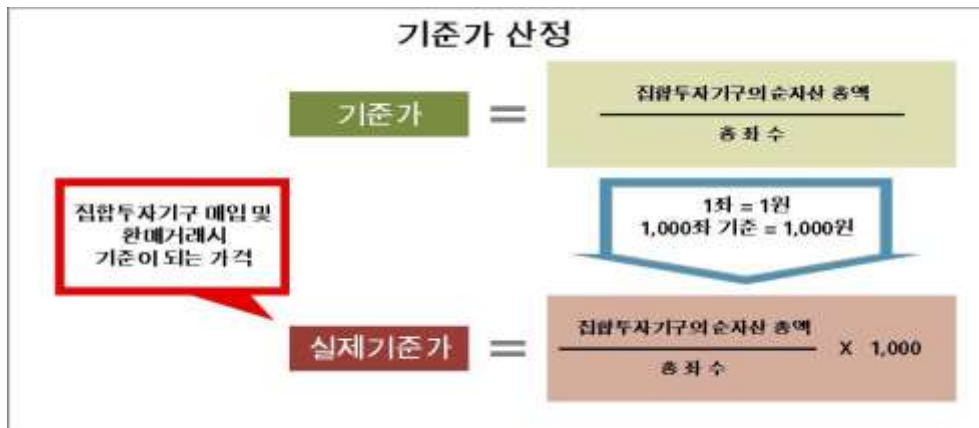 기준가 산정
기준가 = 집합투자기구의 순자산 총액
총 좌 수
집합투자기구 매입 및
환매거래시
기준이 되는 가격
1좌 = 1원
1,000좌 기준 = 1,000원
실제기준가 = 집합투자기구의 순자산 총액
총 좌 수
X 1,000